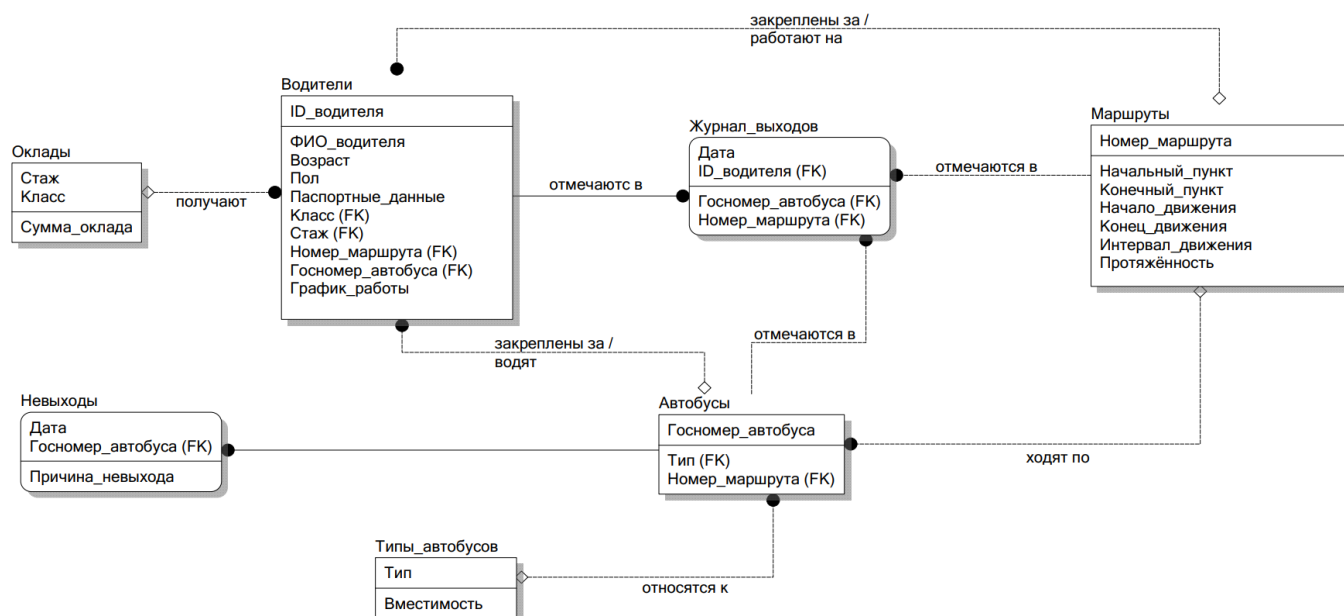 закреплены за /
работают на
Водители
ID_водителя
ФИО_водителя
Возраст
Пол
Паспортные_данные
Класс (FK)
Стаж (FK)
Номер_маршрута (FK)
Госномер_автобуса (FK)
График_работы
Оклады
Стаж
Класс
Сумма_оклада
получают
отмечаютс в
Журнал_выходов
Дата
ID_водителя (FK)
Госномер_автобуса (FK)
Номер_маршрута (FK)
отмечаются в
Маршруты
Номер_маршрута
Начальный_пункт
Конечный_пункт
Начало_движения
Конец_движения
Интервал_движения
Протяжённость
закреплены за /
водят
отмечаются в
Невыходы
Дата
Госномер_автобуса (FK)
Причина_невыхода
Автобусы
Госномер_автобуса
Тип (FK)
Номер_маршрута (FK)
ходят по
Типы_автобусов
Тип
Вместимость
относятся к